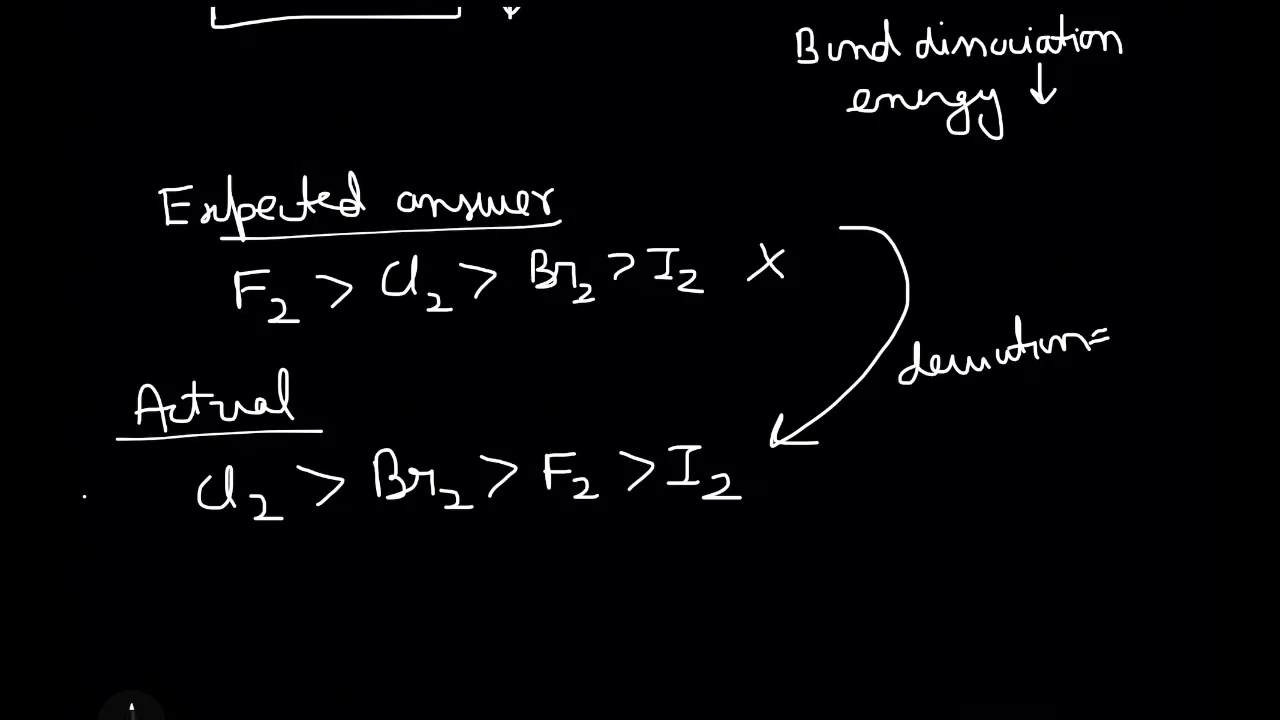 Bond dissociation
energy ↓
Expected answer
F₂ > Cl₂ > Br₂ > I₂ ×
deviation=
Actual
Cl₂ > Br₂ > F₂ > I₂